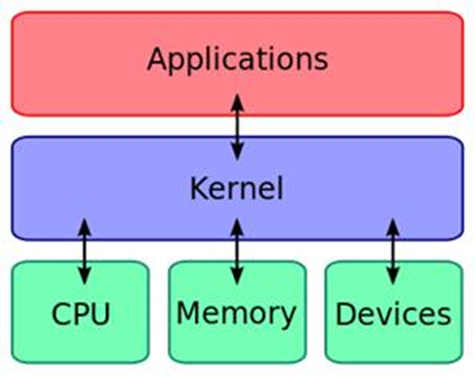 Applications
Kernel
CPU
Memory
Devices